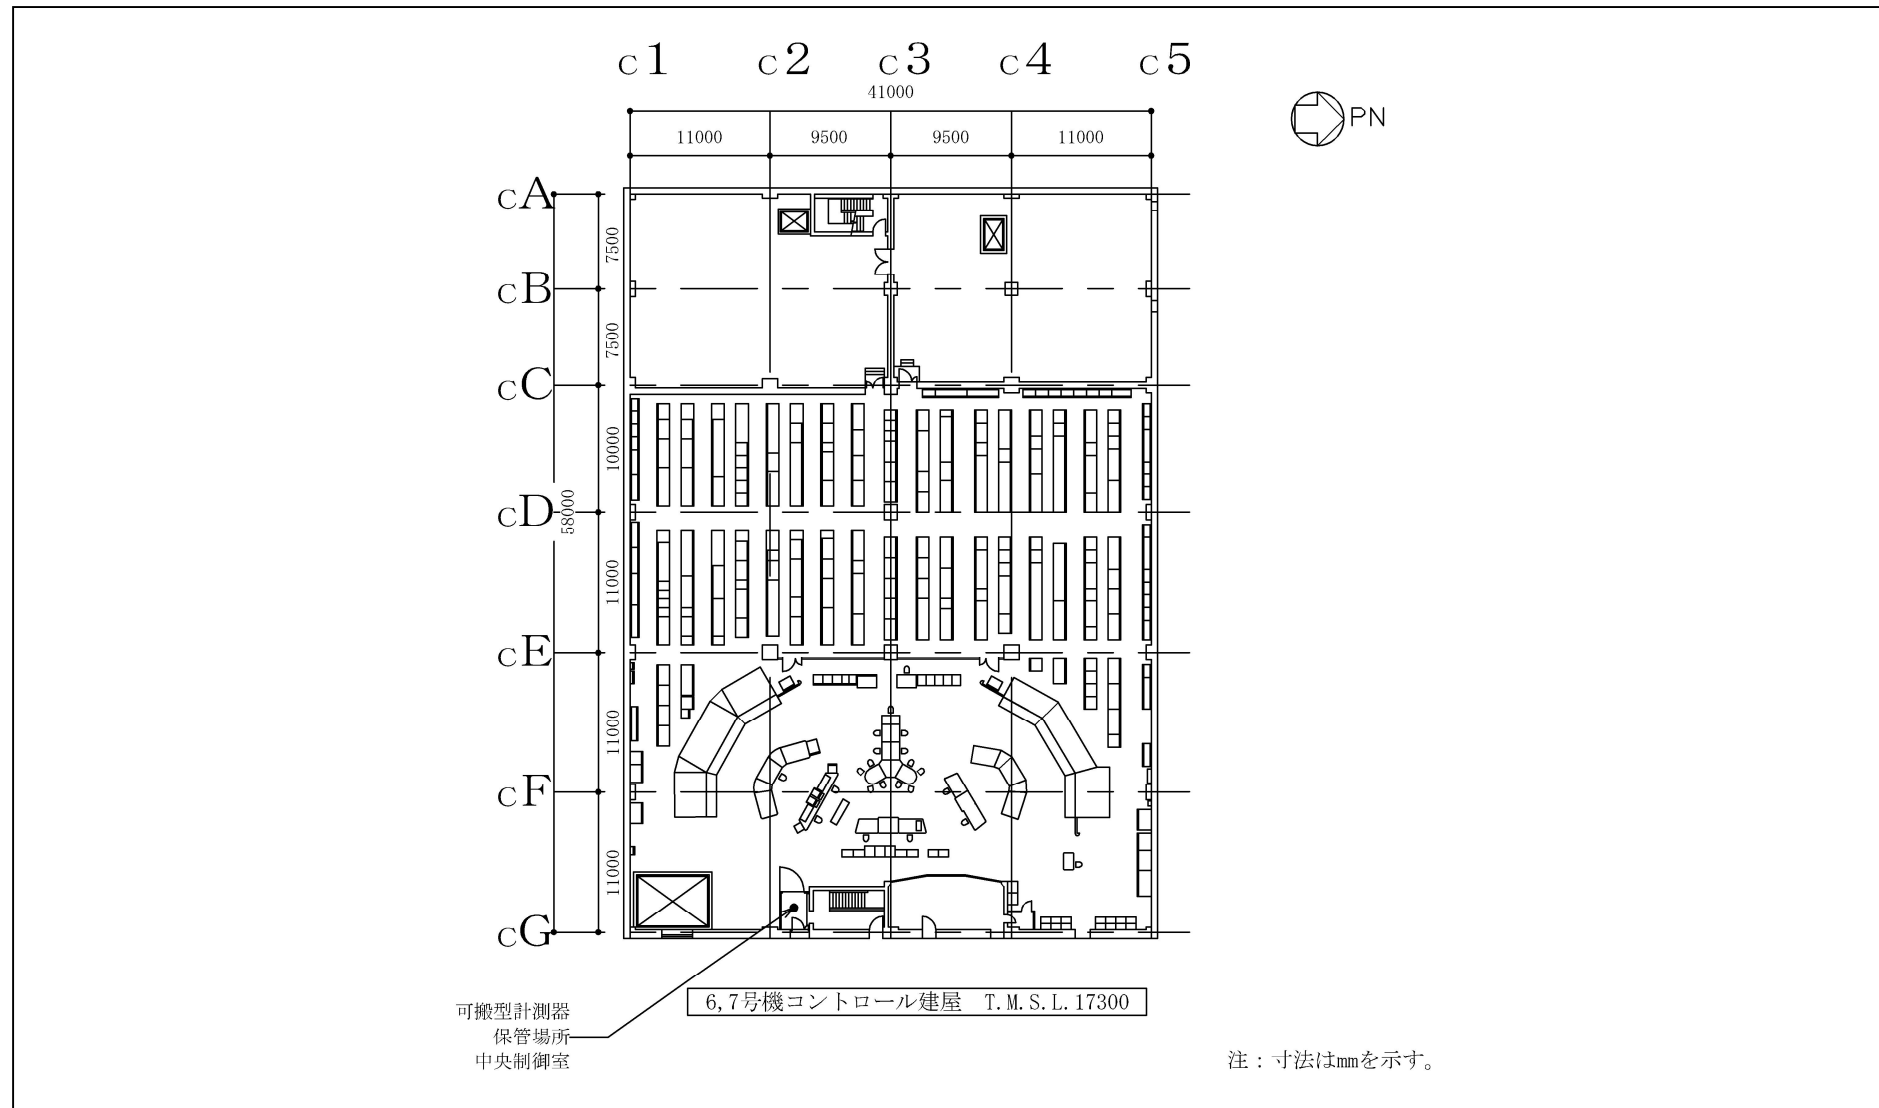 c1 c2 c3 c4 c5
41000
PN
11000 9500 9500 11000
cA
7500
cB
7500
cC
10000
cD
58000
11000
cE
11000
cF
11000
cG
6,7号機コントロール建屋 T.M.S.L.17300
可搬型計測器
保管場所
中央制御室
注：寸法はmmを示す。